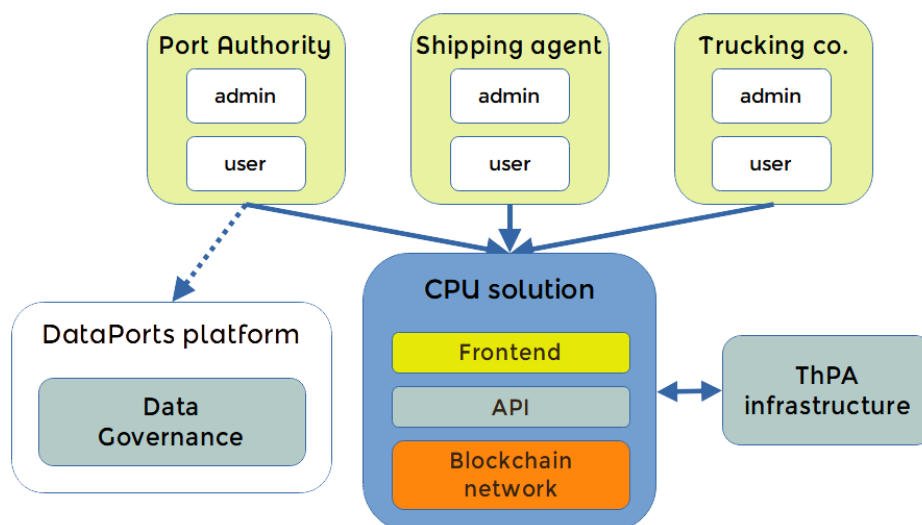 Port Authority
admin
user
Shipping agent
admin
user
Trucking co.
admin
user
DataPorts platform
Data
Governance
CPU solution
Frontend
API
Blockchain
network
ThPA
infrastructure